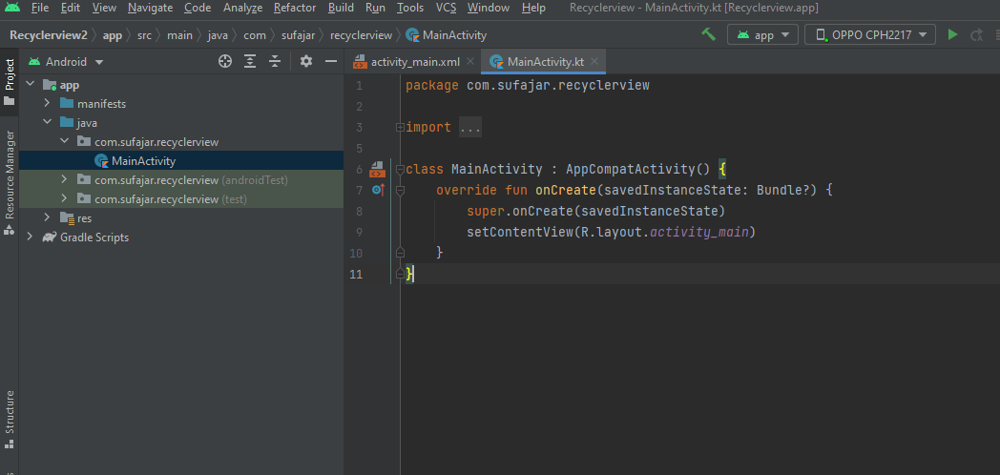 File Edit View Navigate Code Analyze Refactor Build Run Tools VCS Window Help Recyclerview - MainActivity.kt [Recyclerview.app]
Recyclerview2 app src main java com sufajar recyclerview MainActivity app OPPO CPH2217
Project
Resource Manager
Structure
Android
app
manifests
java
com.sufajar.recyclerview
MainActivity
com.sufajar.recyclerview (androidTest)
com.sufajar.recyclerview (test)
res
Gradle Scripts
activity_main.xml MainActivity.kt
1 package com.sufajar.recyclerview
2
3 import ...
5
6 class MainActivity : AppCompatActivity() {
7 override fun onCreate(savedInstanceState: Bundle?) {
8 super.onCreate(savedInstanceState)
9 setContentView(R.layout.activity_main)
10 }
11 }